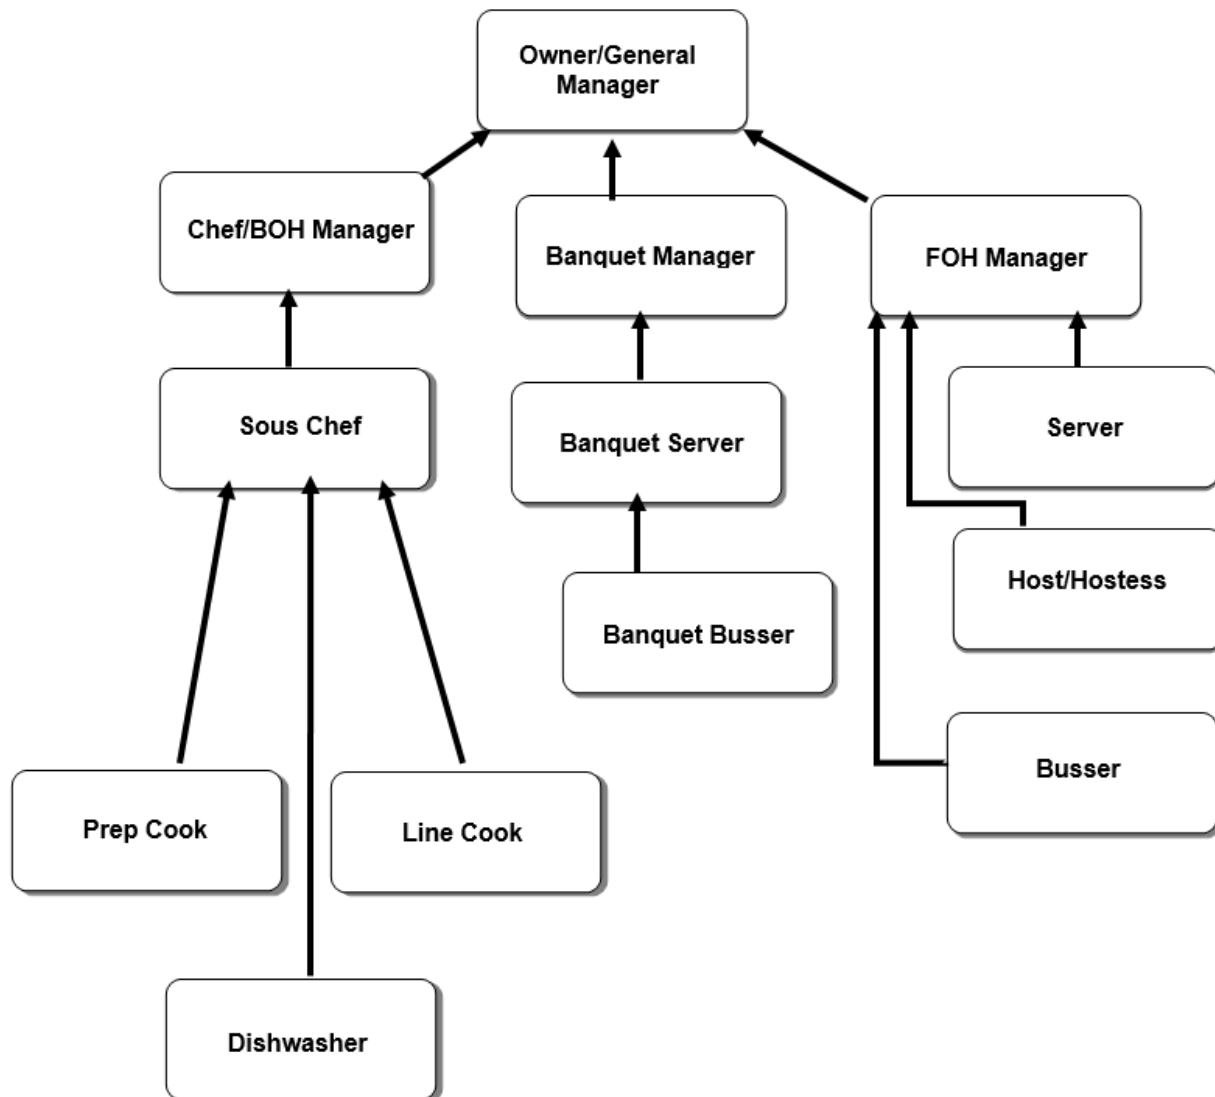 Owner/General
Manager
Chef/BOH Manager
Banquet Manager
FOH Manager
Sous Chef
Banquet Server
Server
Host/Hostess
Banquet Busser
Busser
Prep Cook
Line Cook
Dishwasher